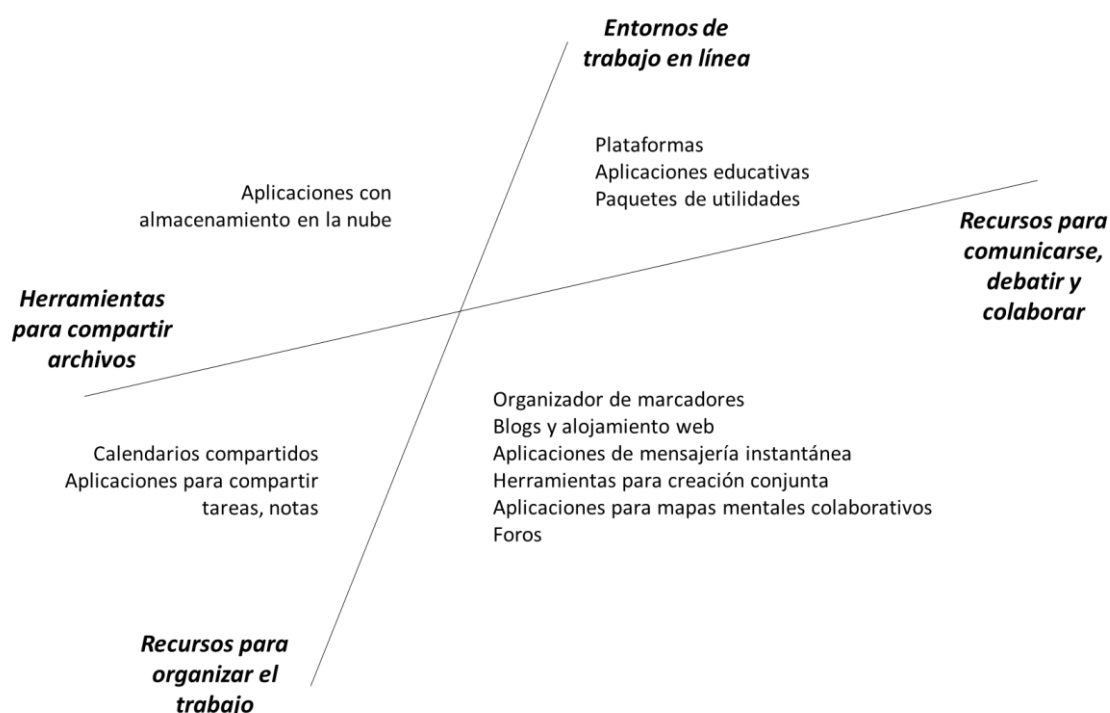 Entornos de
trabajo en línea
Plataformas
Aplicaciones educativas
Paquetes de utilidades
Aplicaciones con
almacenamiento en la nube
Recursos para
comunicarse,
debatir y
colaborar
Herramientas
para compartir
archivos
Organizador de marcadores
Blogs y alojamiento web
Aplicaciones de mensajería instantánea
Herramientas para creación conjunta
Aplicaciones para mapas mentales colaborativos
Foros
Calendarios compartidos
Aplicaciones para compartir
tareas, notas
Recursos para
organizar el
trabajo